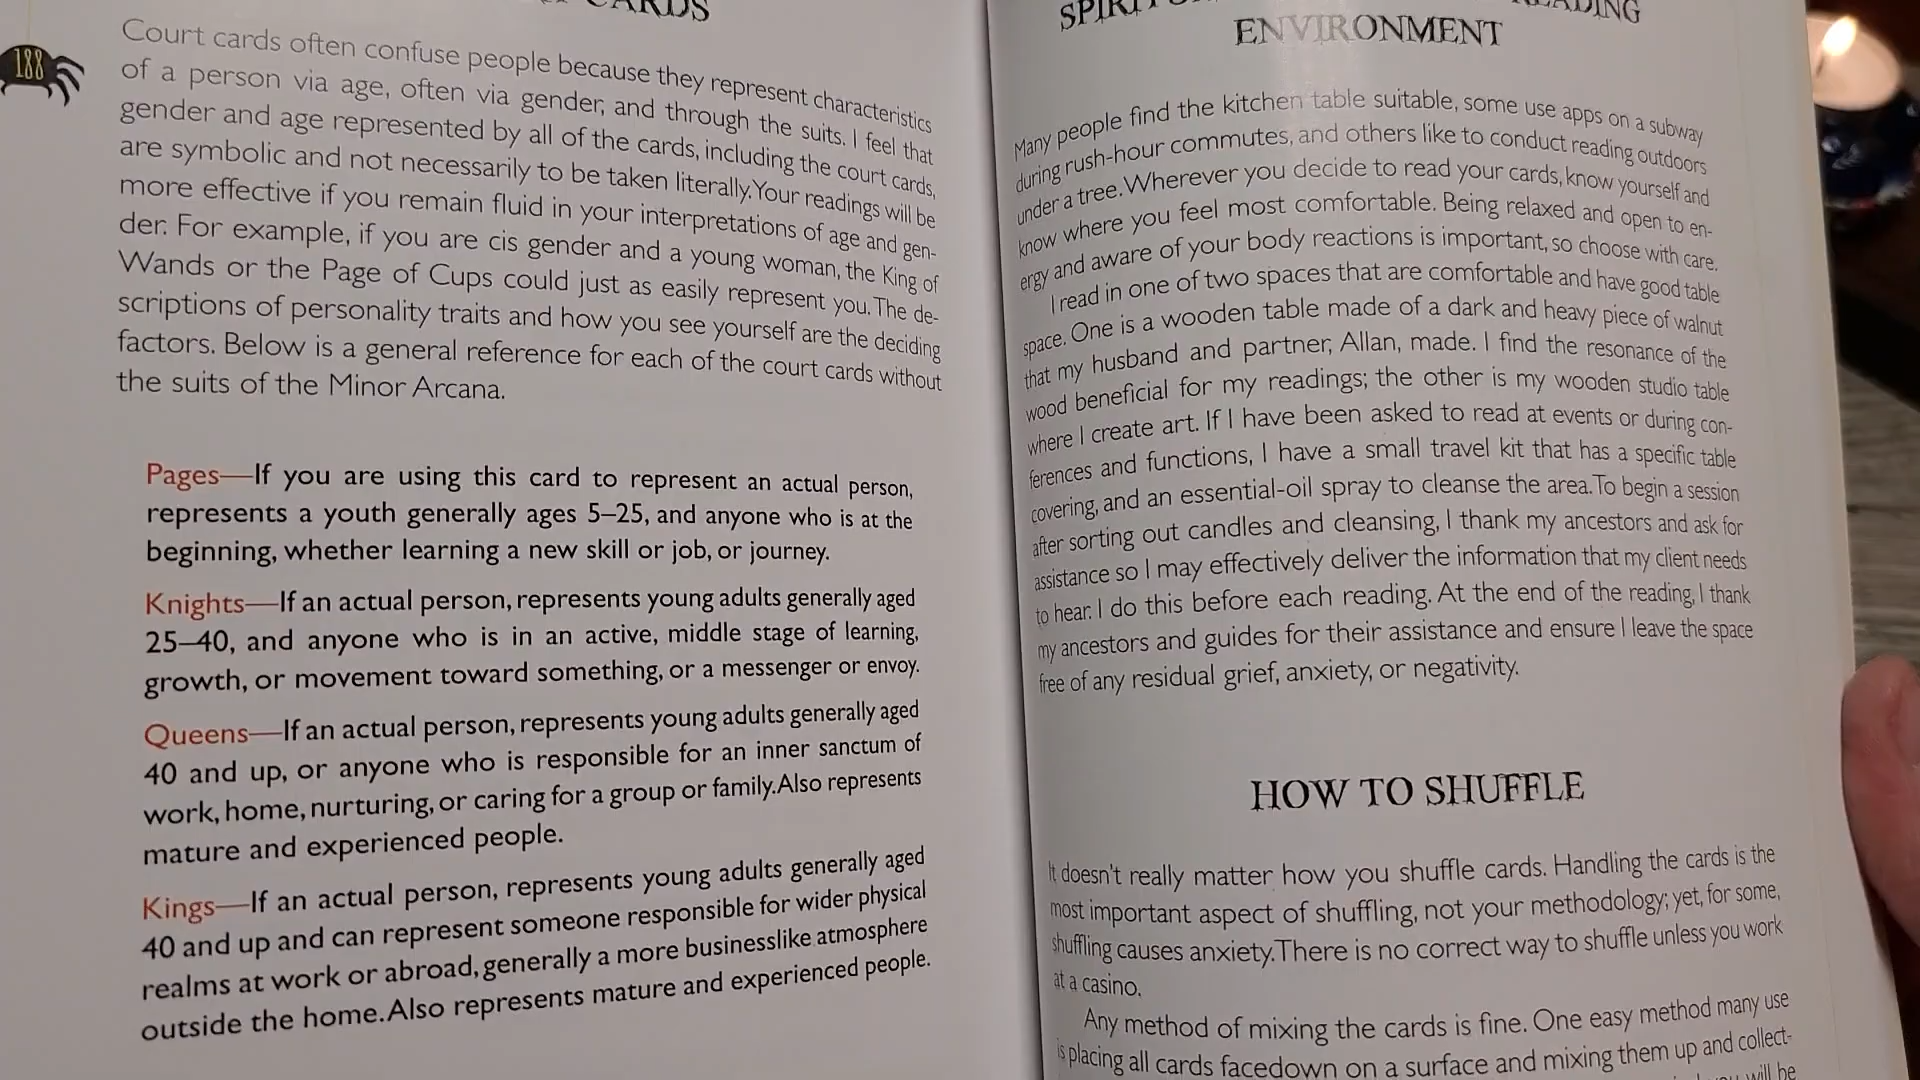 CARDS
188
Court cards often confuse people because they represent characteristics
of a person via age, often via gender, and through the suits. I feel that
gender and age represented by all of the cards, including the court cards,
are symbolic and not necessarily to be taken literally. Your readings will be
more effective if you remain fluid in your interpretations of age and gen-
der. For example, if you are cis gender and a young woman, the King of
Wands or the Page of Cups could just as easily represent you. The de-
scriptions of personality traits and how you see yourself are the deciding
factors. Below is a general reference for each of the court cards without
the suits of the Minor Arcana.
Pages—If you are using this card to represent an actual person,
represents a youth generally ages 5–25, and anyone who is at the
beginning, whether learning a new skill or job, or journey.
Knights—If an actual person, represents young adults generally aged
25–40, and anyone who is in an active, middle stage of learning,
growth, or movement toward something, or a messenger or envoy.
Queens—If an actual person, represents young adults generally aged
40 and up, or anyone who is responsible for an inner sanctum of
work, home, nurturing, or caring for a group or family. Also represents
mature and experienced people.
Kings—If an actual person, represents young adults generally aged
40 and up and can represent someone responsible for wider physical
realms at work or abroad, generally a more businesslike atmosphere
outside the home. Also represents mature and experienced people.
ENVIRONMENT
Many people find the kitchen table suitable, some use apps on a subway
during rush-hour commutes, and others like to conduct reading outdoors
under a tree. Wherever you decide to read your cards, know yourself and
know where you feel most comfortable. Being relaxed and open to en-
ergy and aware of your body reactions is important, so choose with care.
I read in one of two spaces that are comfortable and have good table
space. One is a wooden table made of a dark and heavy piece of walnut
that my husband and partner, Allan, made. I find the resonance of the
wood beneficial for my readings; the other is my wooden studio table
where I create art. If I have been asked to read at events or during con-
ferences and functions, I have a small travel kit that has a specific table
covering, and an essential-oil spray to cleanse the area. To begin a session
after sorting out candles and cleansing, I thank my ancestors and ask for
assistance so I may effectively deliver the information that my client needs
to hear. I do this before each reading. At the end of the reading, I thank
my ancestors and guides for their assistance and ensure I leave the space
free of any residual grief, anxiety, or negativity.
HOW TO SHUFFLE
It doesn't really matter how you shuffle cards. Handling the cards is the
most important aspect of shuffling, not your methodology; yet, for some,
shuffling causes anxiety. There is no correct way to shuffle unless you work
at a casino.
Any method of mixing the cards is fine. One easy method many use
is placing all cards facedown on a surface and mixing them up and collect-
will be